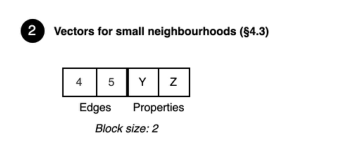 2 Vectors for small neighbourhoods (§4.3)
4 5 Y Z
Edges Properties
Block size: 2